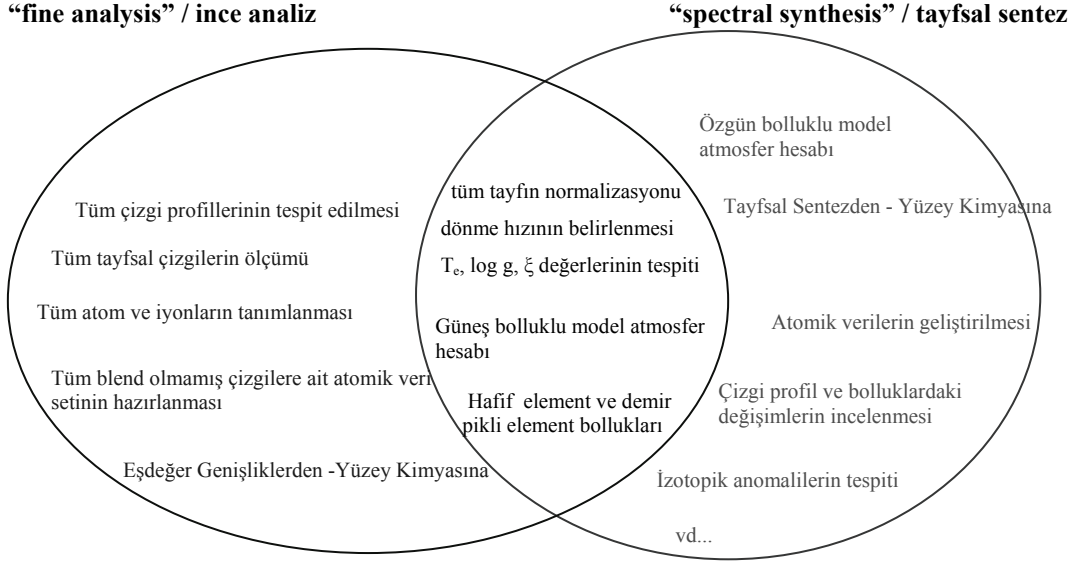 “fine analysis” / ince analiz
“spectral synthesis” / tayfsal sentez
Tüm çizgi profillerinin tespit edilmesi
Tüm tayfsal çizgilerin ölçümü
Tüm atom ve iyonların tanımlanması
Tüm blend olmamış çizgilere ait atomik veri
setinin hazırlanması
Eşdeğer Genişliklerden -Yüzey Kimyasına
tüm tayfın normalizasyonu
dönme hızının belirlenmesi
Te, log g, ξ değerlerinin tespiti
Güneş bolluklu model atmosfer
hesabı
Hafif element ve demir
pikli element bollukları
Özgün bolluklu model
atmosfer hesabı
Tayfsal Sentezden - Yüzey Kimyasına
Atomik verilerin geliştirilmesi
Çizgi profil ve bolluklardaki
değişimlerin incelenmesi
İzotopik anomalilerin tespiti
vd...